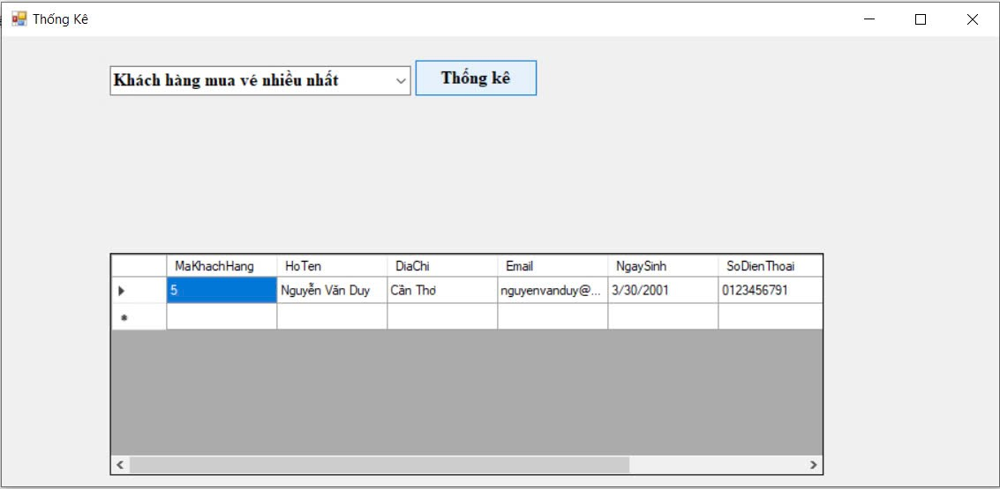 Thống Kê
Khách hàng mua vé nhiều nhất Thống kê
MaKhachHang HoTen DiaChi Email NgaySinh SoDienThoai
5 Nguyễn Văn Duy Cần Thơ nguyenvanduy@... 3/30/2001 0123456791